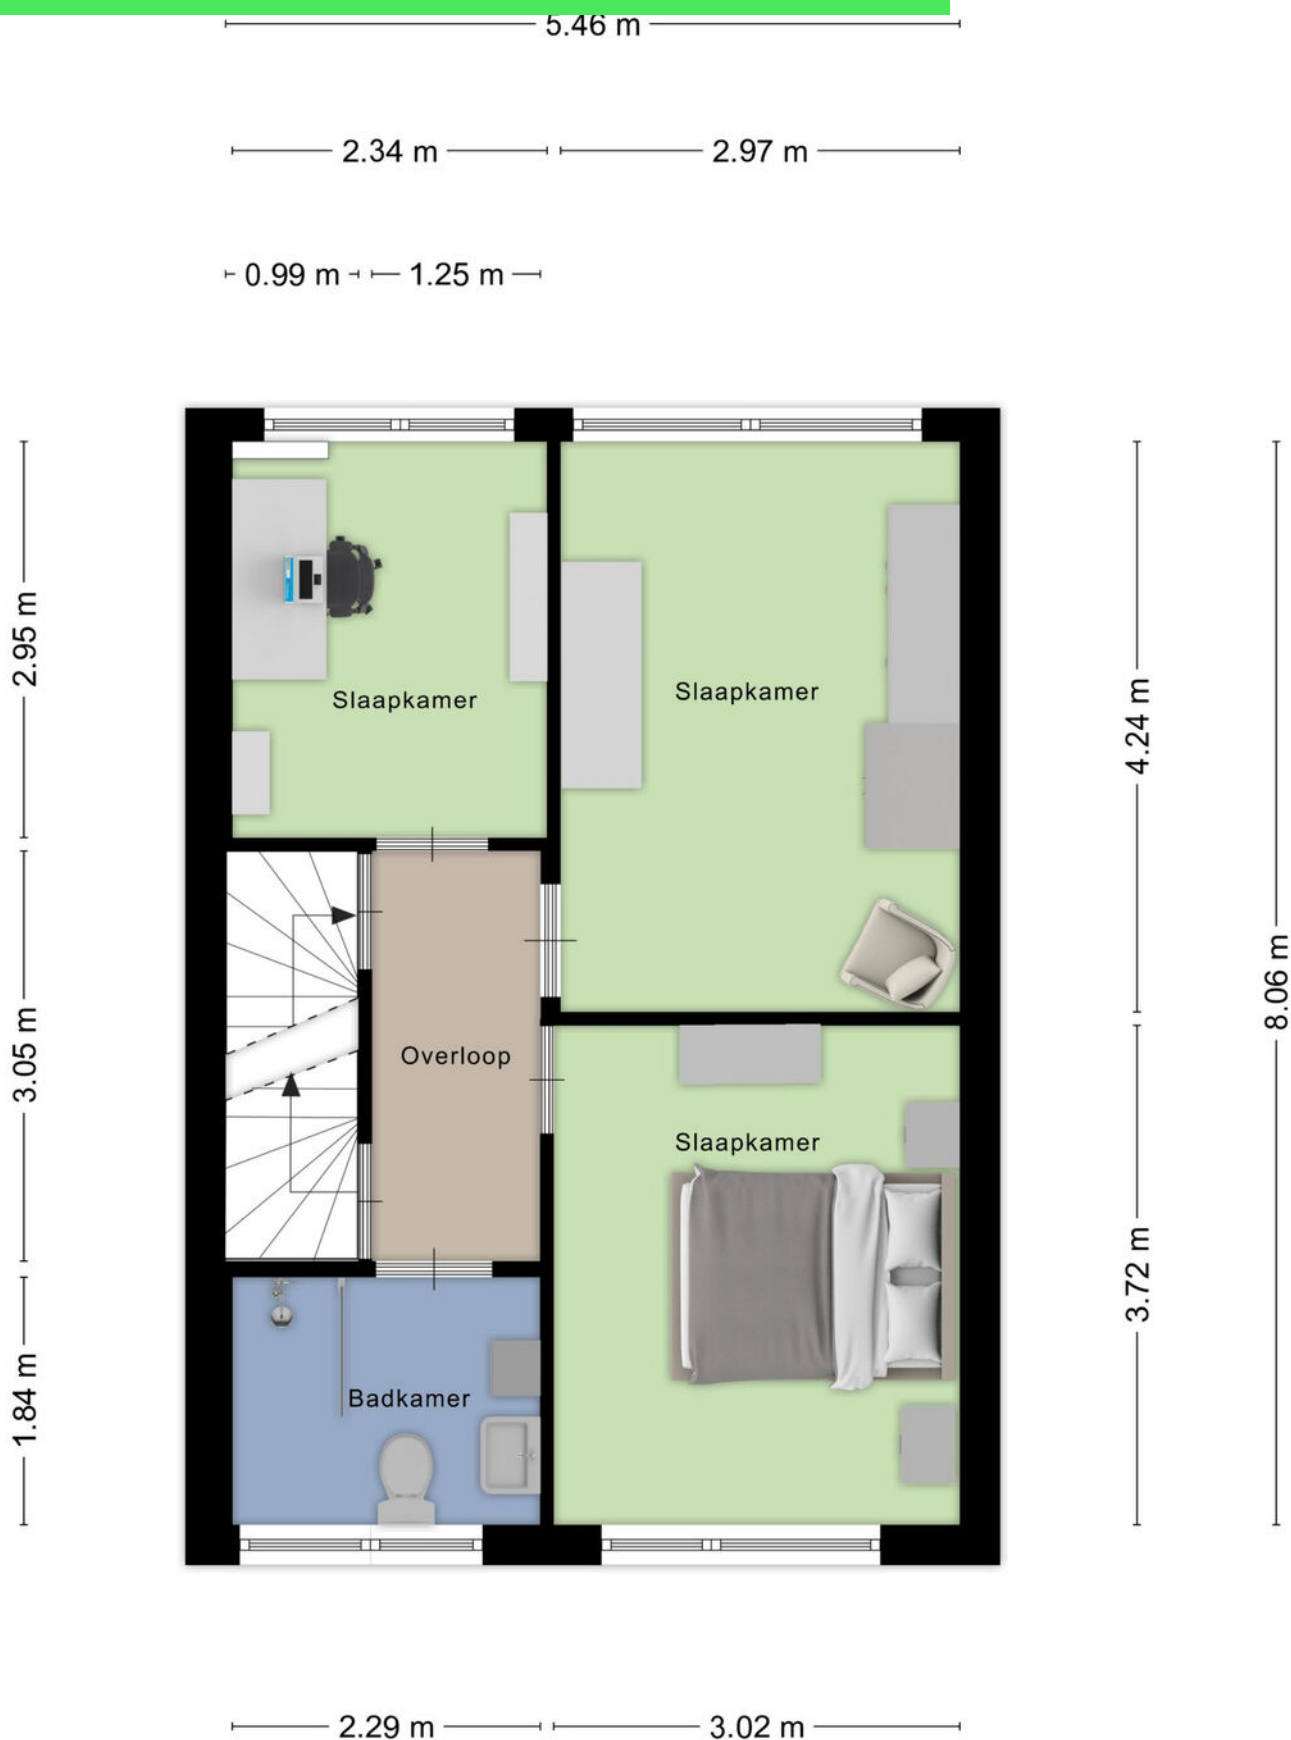 5.46 m
2.34 m 2.97 m
0.99 m 1.25 m
2.95 m
Slaapkamer
Slaapkamer
4.24 m
8.06 m
3.05 m
Overloop
Slaapkamer
3.72 m
1.84 m
Badkamer
2.29 m 3.02 m